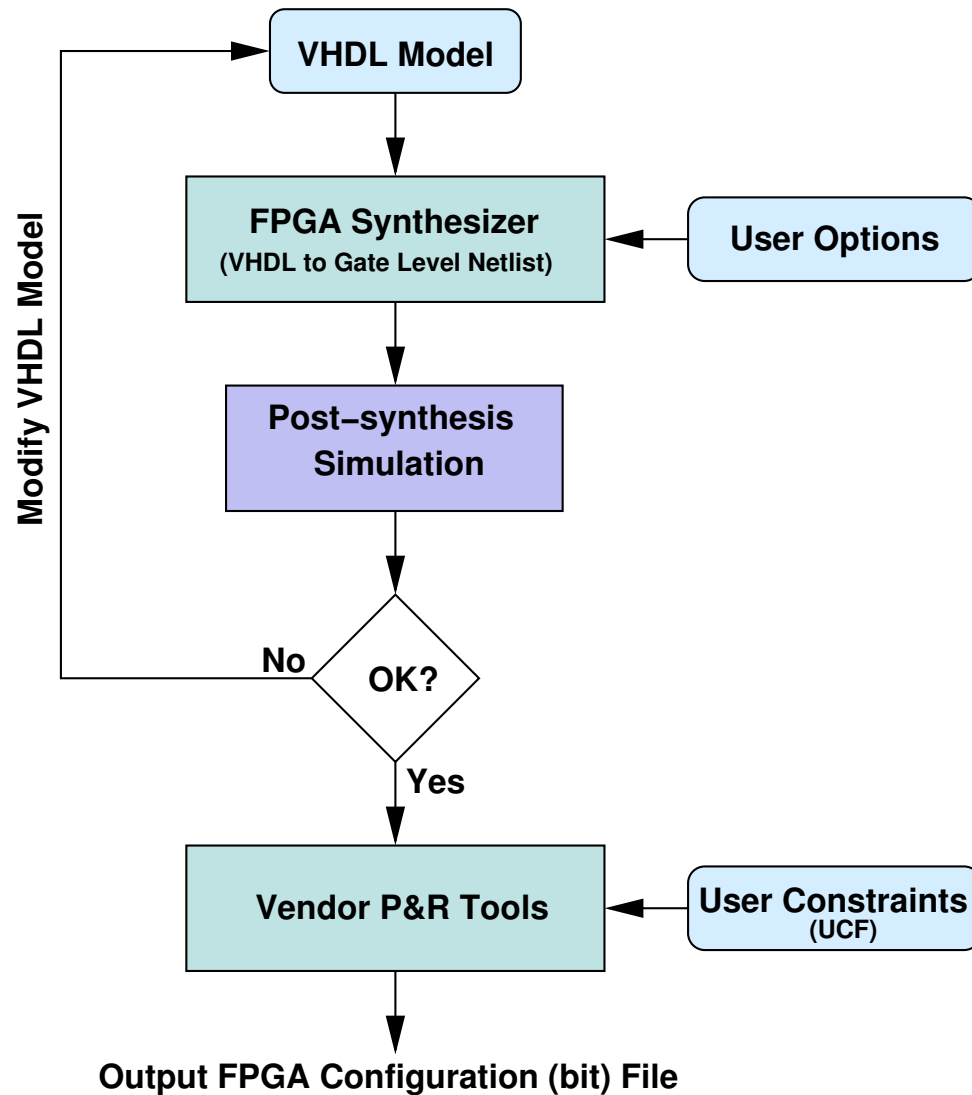 VHDL Model
FPGA Synthesizer
(VHDL to Gate Level Netlist)
User Options
Modify VHDL Model
Post–synthesis
Simulation
No
OK?
Yes
Vendor P&R Tools
User Constraints
(UCF)
Output FPGA Configuration (bit) File